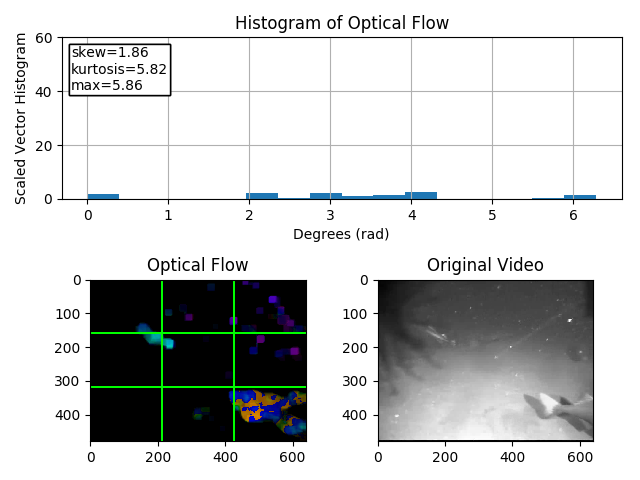 Histogram of Optical Flow
Scaled Vector Histogram
60
40
20
0
skew=1.86
kurtosis=5.82
max=5.86
0 1 2 3 4 5 6
Degrees (rad)
Optical Flow
0
100
200
300
400
0 200 400 600
Original Video
0
100
200
300
400
0 200 400 600